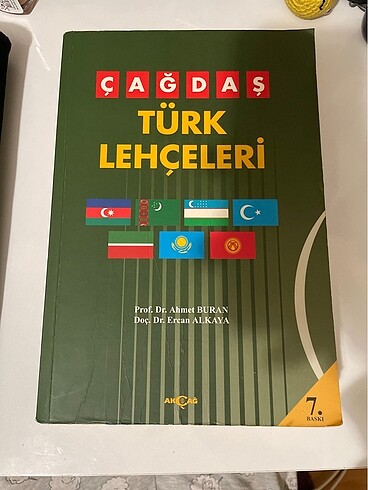 ÇAĞDAŞ
TÜRK
LEHÇELERİ
Prof. Dr. Ahmet BURAN
Doç. Dr. Ercan ALKAYA
AKÇAĞ
7.
BASKI